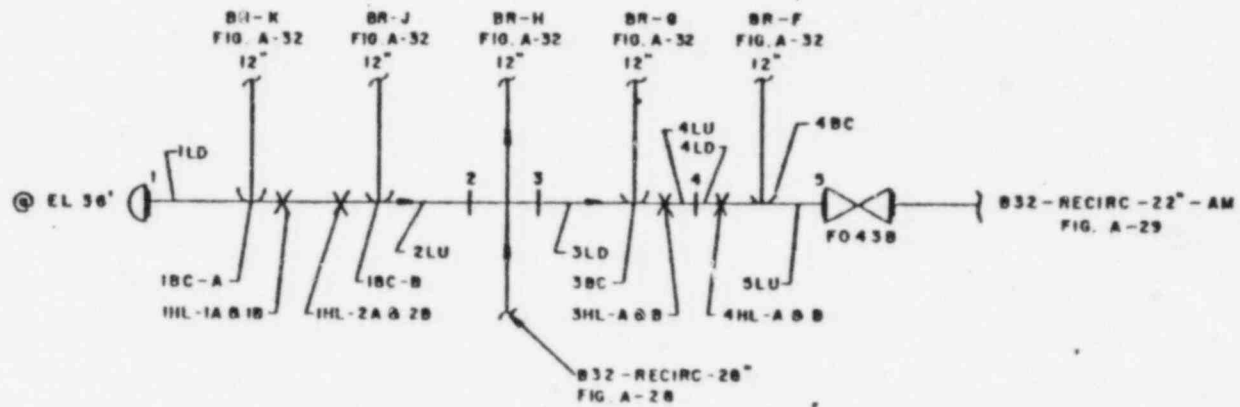 BR-K
FIG. A-32
12"
BR-J
FIG. A-32
12"
BR-H
FIG. A-32
12"
BR-G
FIG. A-32
12"
BR-F
FIG. A-32
12"
4LU
4LD
4BC
1LD
1
2
3
4
5
@ EL 36'
B32-RECIRC-22"-AM
FIG. A-29
F043B
2LU
3LD
1BC-A
1BC-B
3BC
5LU
1HL-1A & 1B
1HL-2A & 2B
3HL-A & B
4HL-A & B
B32-RECIRC-28"
FIG. A-28